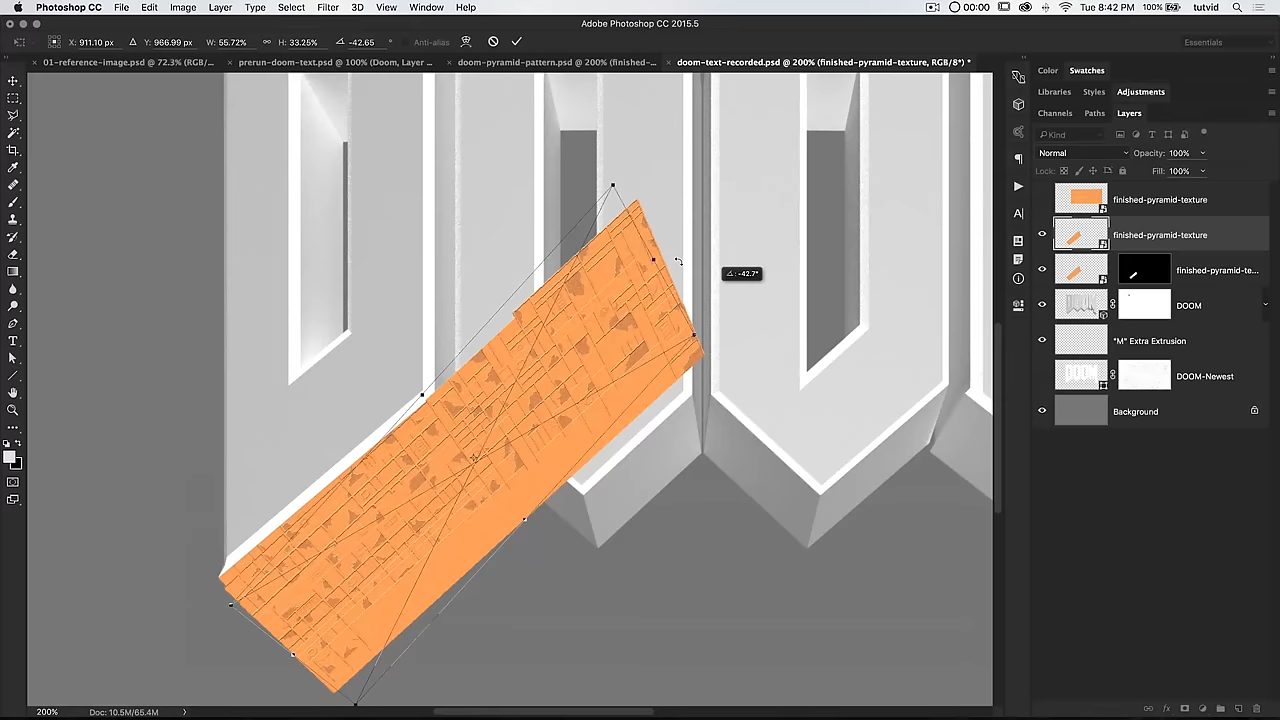 Photoshop CC File Edit Image Layer Type Select Filter 3D View Window Help 00:00 100% Tue 8:42 PM tutvid
Adobe Photoshop CC 2015.5
X: 911.10 px Y: 966.99 px W: 55.72% H: 33.25% -42.65 ° Anti-alias Essentials
01-reference-image.psd @ 72.3% (RGB/... prerun-doom-text.psd @ 100% (Doom, Layer ... doom-pyramid-pattern.psd @ 200% (finished-... doom-text-recorded.psd @ 200% (finished-pyramid-texture, RGB/8*) *
Color Swatches
Libraries Styles Adjustments
Channels Paths Layers
Kind
Normal Opacity: 100%
Lock: Fill: 100%
finished-pyramid-texture
finished-pyramid-texture
finished-pyramid-te...
DOOM
"M" Extra Extrusion
DOOM-Newest
Background
: -42.7°
200% Doc: 10.5M/65.4M